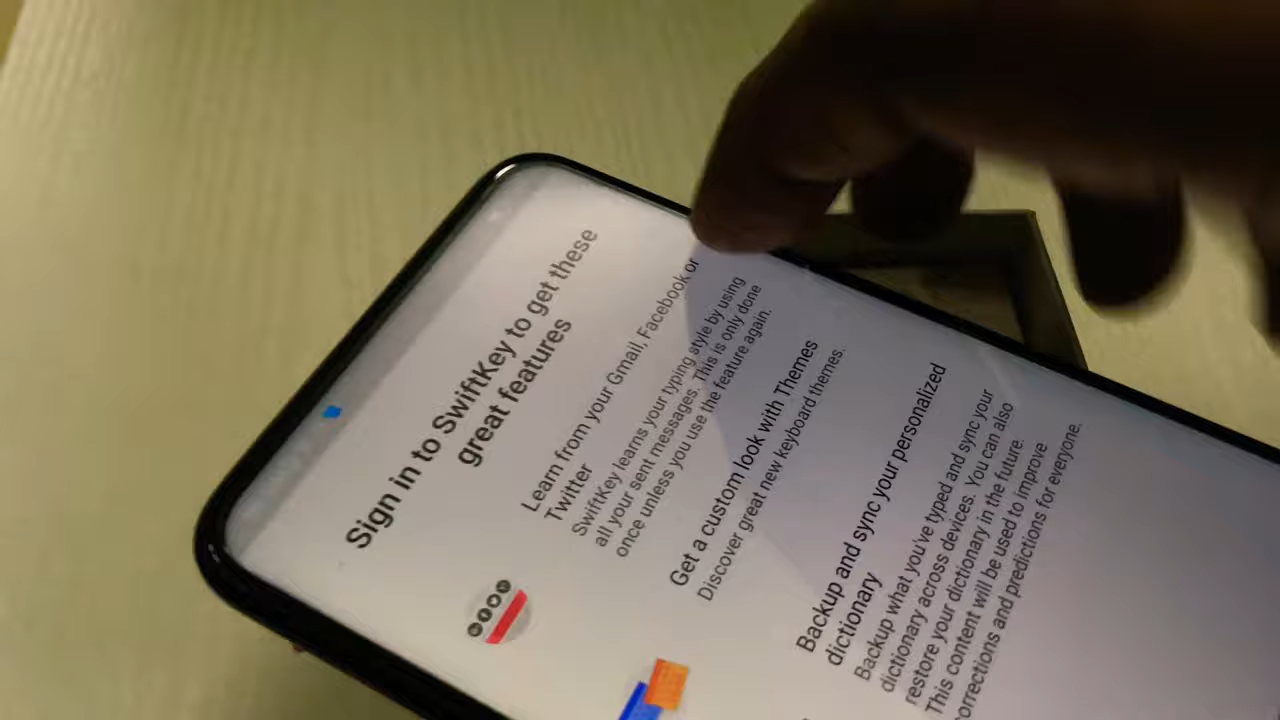 Sign in to SwiftKey to get these
great features
Learn from your Gmail, Facebook or
Twitter
SwiftKey learns your typing style by using
all your sent messages. This is only done
once unless you use the feature again.
Get a custom look with Themes
Discover great new keyboard themes.
Backup and sync your personalized
dictionary
Backup what you've typed and sync your
dictionary across devices. You can also
restore your dictionary in the future.
This content will be used to improve
corrections and predictions for everyone.